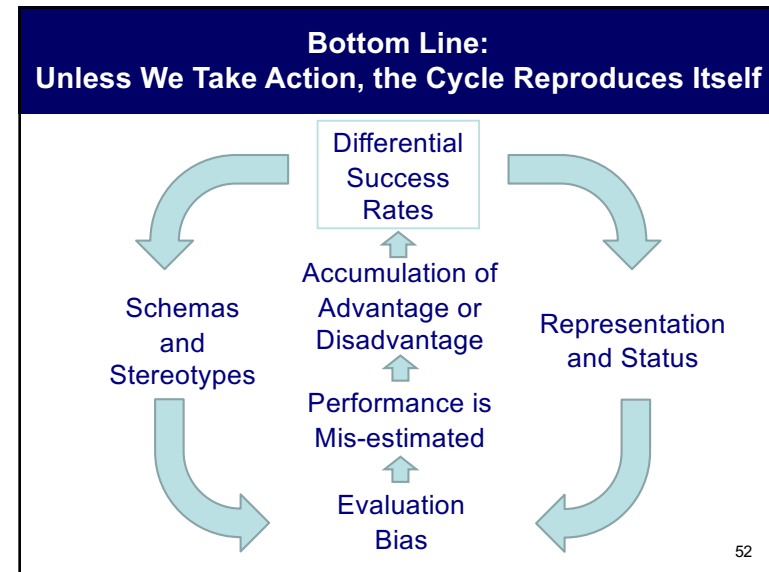 Bottom Line:
Unless We Take Action, the Cycle Reproduces Itself
Differential
Success
Rates
Accumulation of
Advantage or
Disadvantage
Schemas
and
Stereotypes
Representation
and Status
Performance is
Mis-estimated
Evaluation
Bias
52